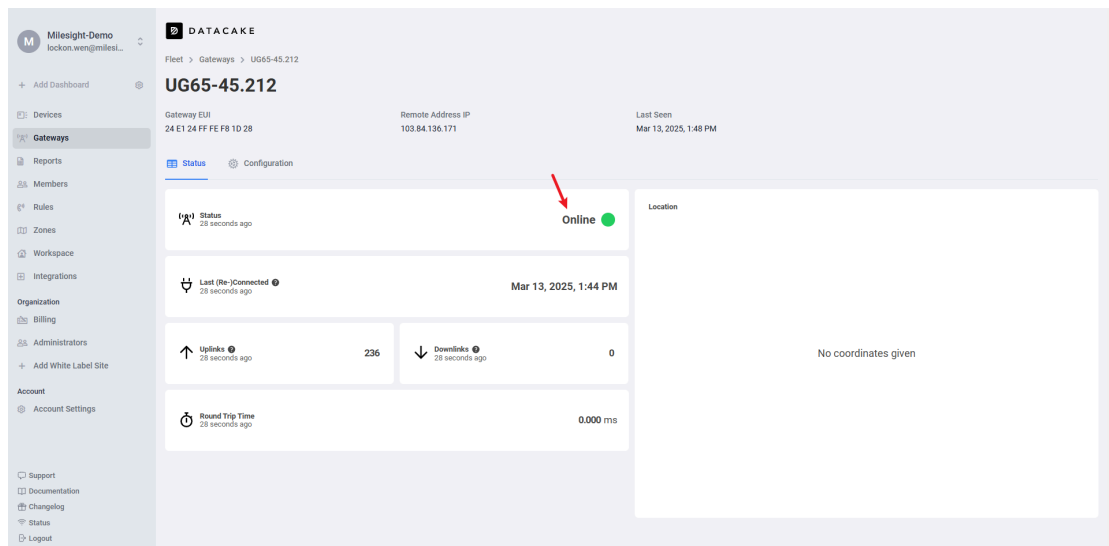 M
Milesight-Demo
lockon.wen@milesi...
+ Add Dashboard
Devices
Gateways
Reports
Members
Rules
Zones
Workspace
Integrations
Organization
Billing
Administrators
+ Add White Label Site
Account
Account Settings
Support
Documentation
Changelog
Status
Logout
DATACAKE
Fleet > Gateways > UG65-45.212
UG65-45.212
Gateway EUI
24 E1 24 FF FE F8 1D 28
Remote Address IP
103.84.136.171
Last Seen
Mar 13, 2025, 1:48 PM
Status
Configuration
Status
28 seconds ago
Online
Last (Re-)Connected ?
28 seconds ago
Mar 13, 2025, 1:44 PM
Uplinks ?
28 seconds ago
236
Downlinks ?
28 seconds ago
0
Round Trip Time
28 seconds ago
0.000 ms
Location
No coordinates given